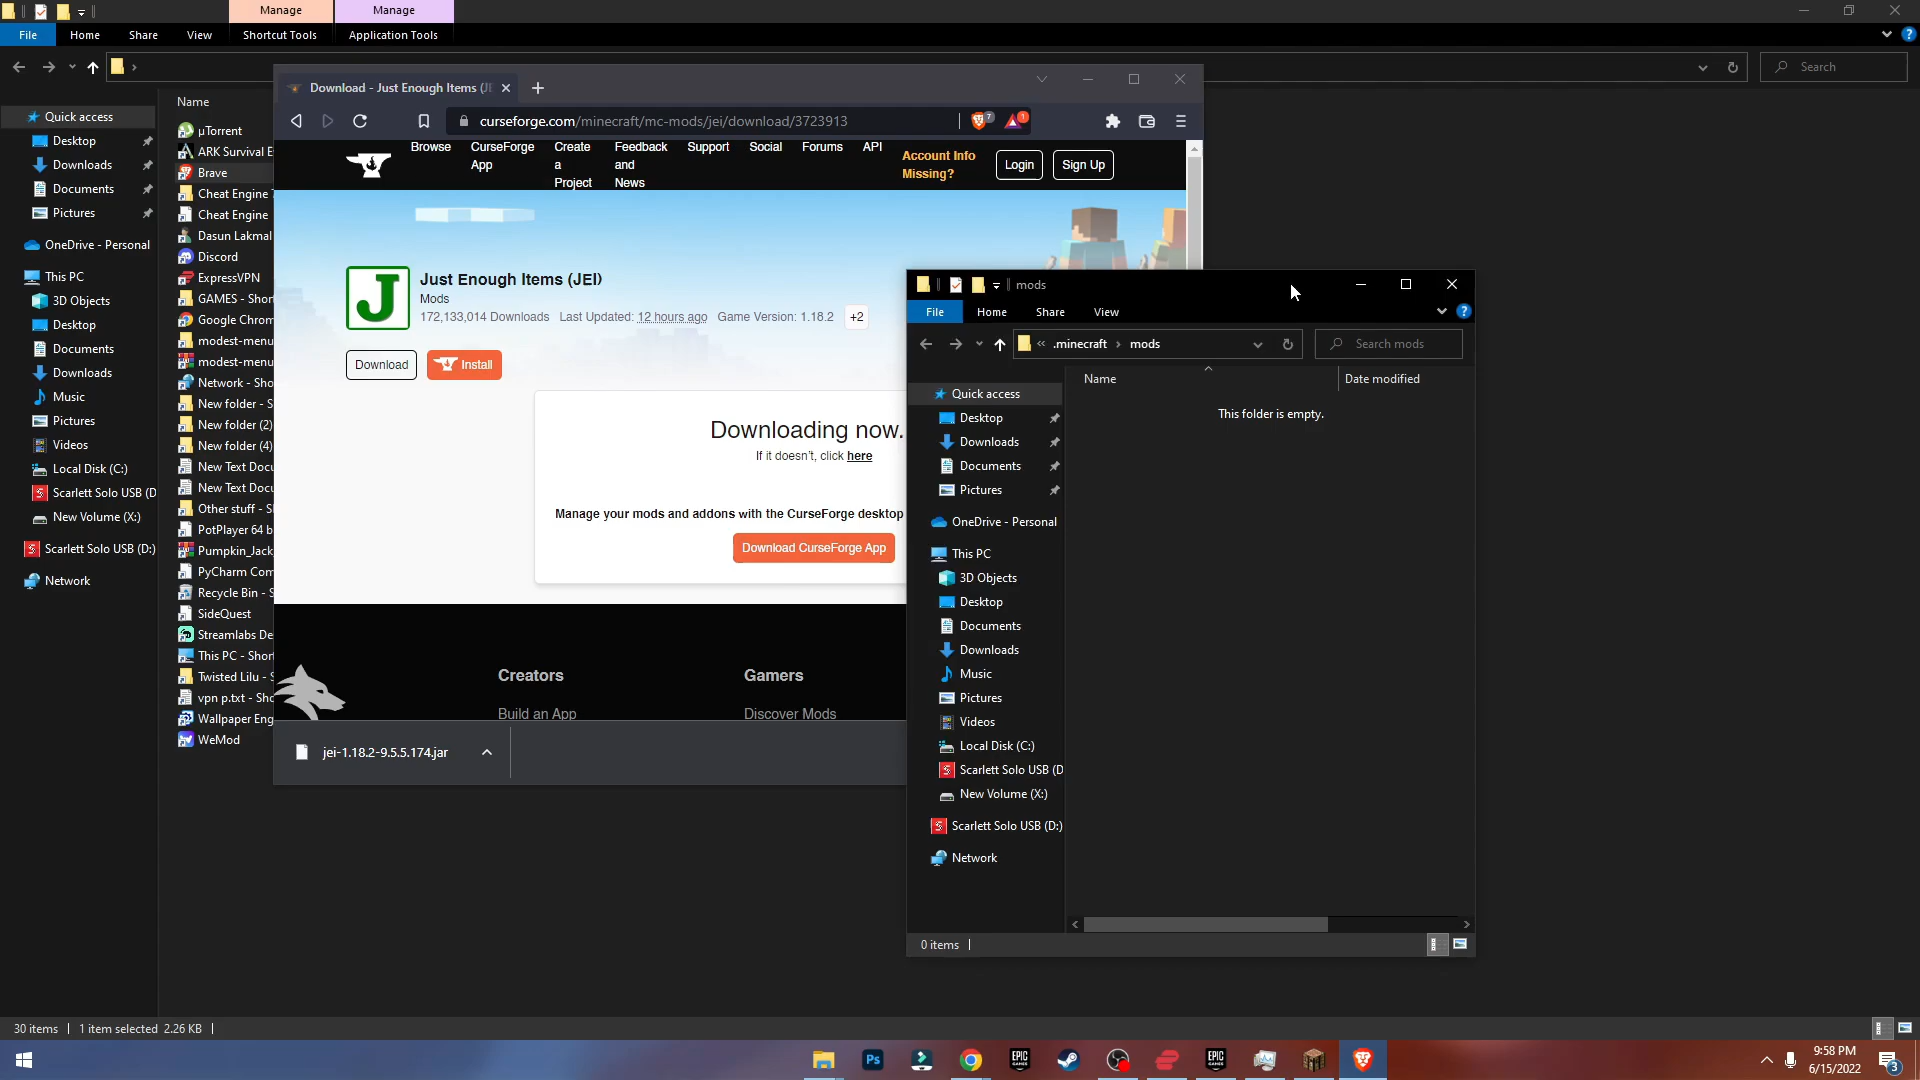 Manage
Manage
File
Home
Share
View
Shortcut Tools
Application Tools
Search
Quick access
Desktop
Downloads
Documents
Pictures
OneDrive - Personal
This PC
3D Objects
Desktop
Documents
Downloads
Music
Pictures
Videos
Local Disk (C:)
Scarlett Solo USB (D
New Volume (X:)
Scarlett Solo USB (D:)
Network
Name
µTorrent
ARK Survival E
Brave
Cheat Engine 7
Cheat Engine
Dasun Lakmal
Discord
ExpressVPN
GAMES - Short
Google Chrom
modest-menu
modest-menu
Network - Sho
New folder - S
New folder (2)
New folder (4)
New Text Docu
New Text Docu
Other stuff - S
PotPlayer 64 b
Pumpkin_Jack
PyCharm Com
Recycle Bin - S
SideQuest
Streamlabs De
This PC - Short
Twisted Lilu - S
vpn p.txt - Sho
Wallpaper Eng
WeMod
Download - Just Enough Items (JE
curseforge.com/minecraft/mc-mods/jei/download/3723913
7
1
Browse
CurseForge App
Create a Project
Feedback and News
Support
Social
Forums
API
Account Info Missing?
Login
Sign Up
J
Just Enough Items (JEI)
Mods
172,133,014 Downloads Last Updated: 12 hours ago Game Version: 1.18.2 +2
Download
Install
Downloading now.
If it doesn't, click here
Manage your mods and addons with the CurseForge desktop
Download CurseForge App
Creators
Gamers
Build an App
Discover Mods
jei-1.18.2-9.5.5.174.jar
mods
File
Home
Share
View
« .minecraft › mods
Search mods
Name
Date modified
This folder is empty.
Quick access
Desktop
Downloads
Documents
Pictures
OneDrive - Personal
This PC
3D Objects
Desktop
Documents
Downloads
Music
Pictures
Videos
Local Disk (C:)
Scarlett Solo USB (D
New Volume (X:)
Scarlett Solo USB (D:)
Network
0 items
30 items
1 item selected 2.26 KB
Ps
EPIC GAMES
EPIC GAMES
9:58 PM
6/15/2022
3